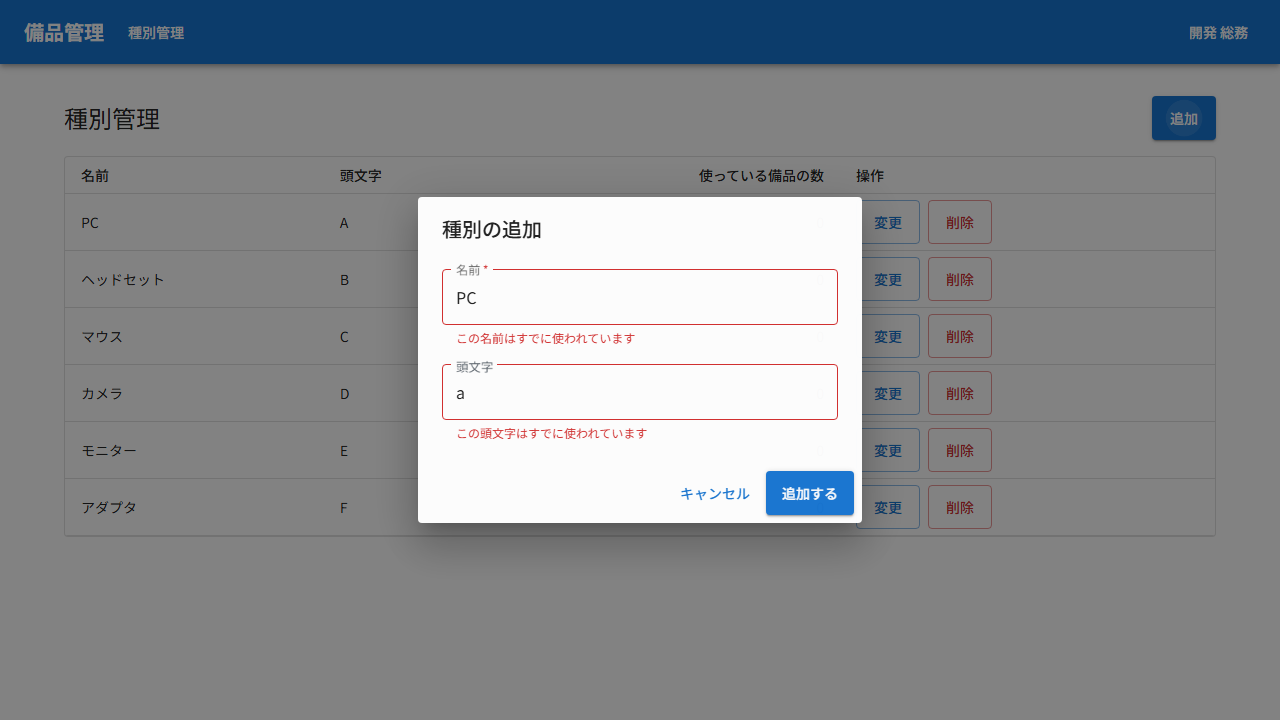 備品管理 種別管理 開発 総務
種別管理 追加
名前 頭文字 使っている備品の数 操作
PC A 変更 削除
ヘッドセット B 変更 削除
マウス C 変更 削除
カメラ D 変更 削除
モニター E 変更 削除
アダプタ F 変更 削除
種別の追加
名前 *
PC
この名前はすでに使われています
頭文字
a
この頭文字はすでに使われています
キャンセル 追加する